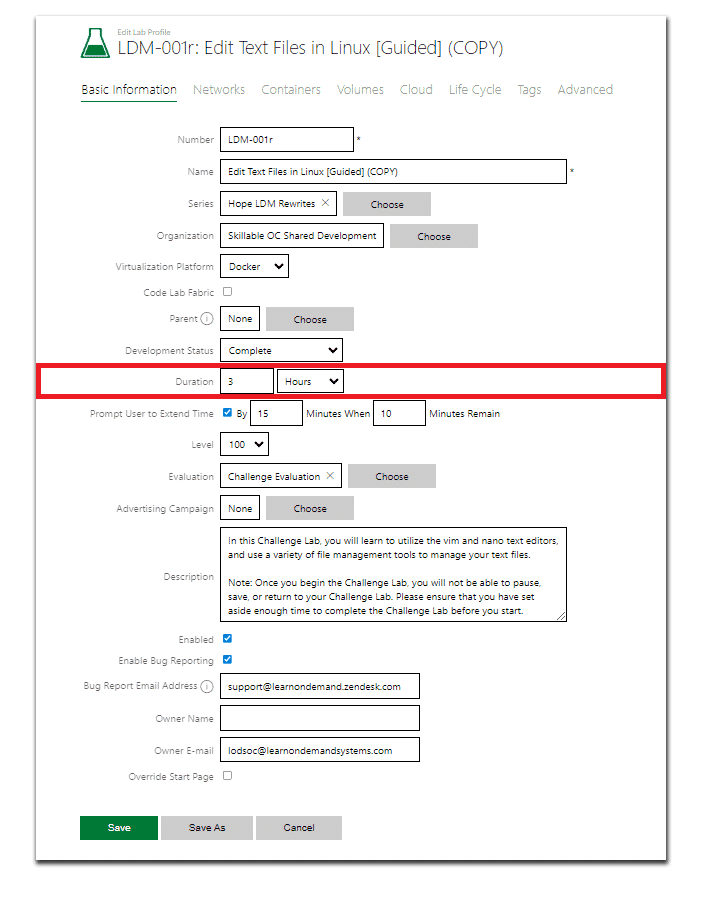 Edit Lab Profile
LDM-001r: Edit Text Files in Linux [Guided] (COPY)
Basic Information Networks Containers Volumes Cloud Life Cycle Tags Advanced
Number LDM-001r *
Name Edit Text Files in Linux [Guided] (COPY) *
Series Hope LDM Rewrites × Choose
Organization Skillable OC Shared Development Choose
Virtualization Platform Docker
Code Lab Fabric
Parent i None Choose
Development Status Complete
Duration 3 Hours
Prompt User to Extend Time By 15 Minutes When 10 Minutes Remain
Level 100
Evaluation Challenge Evaluation × Choose
Advertising Campaign None Choose
Description
In this Challenge Lab, you will learn to utilize the vim and nano text editors,
and use a variety of file management tools to manage your text files.
Note: Once you begin the Challenge Lab, you will not be able to pause,
save, or return to your Challenge Lab. Please ensure that you have set
aside enough time to complete the Challenge Lab before you start.
Enabled
Enable Bug Reporting
Bug Report Email Address i support@learnondemand.zendesk.com
Owner Name
Owner E-mail lodsoc@learnondemandsystems.com
Override Start Page
Save Save As Cancel